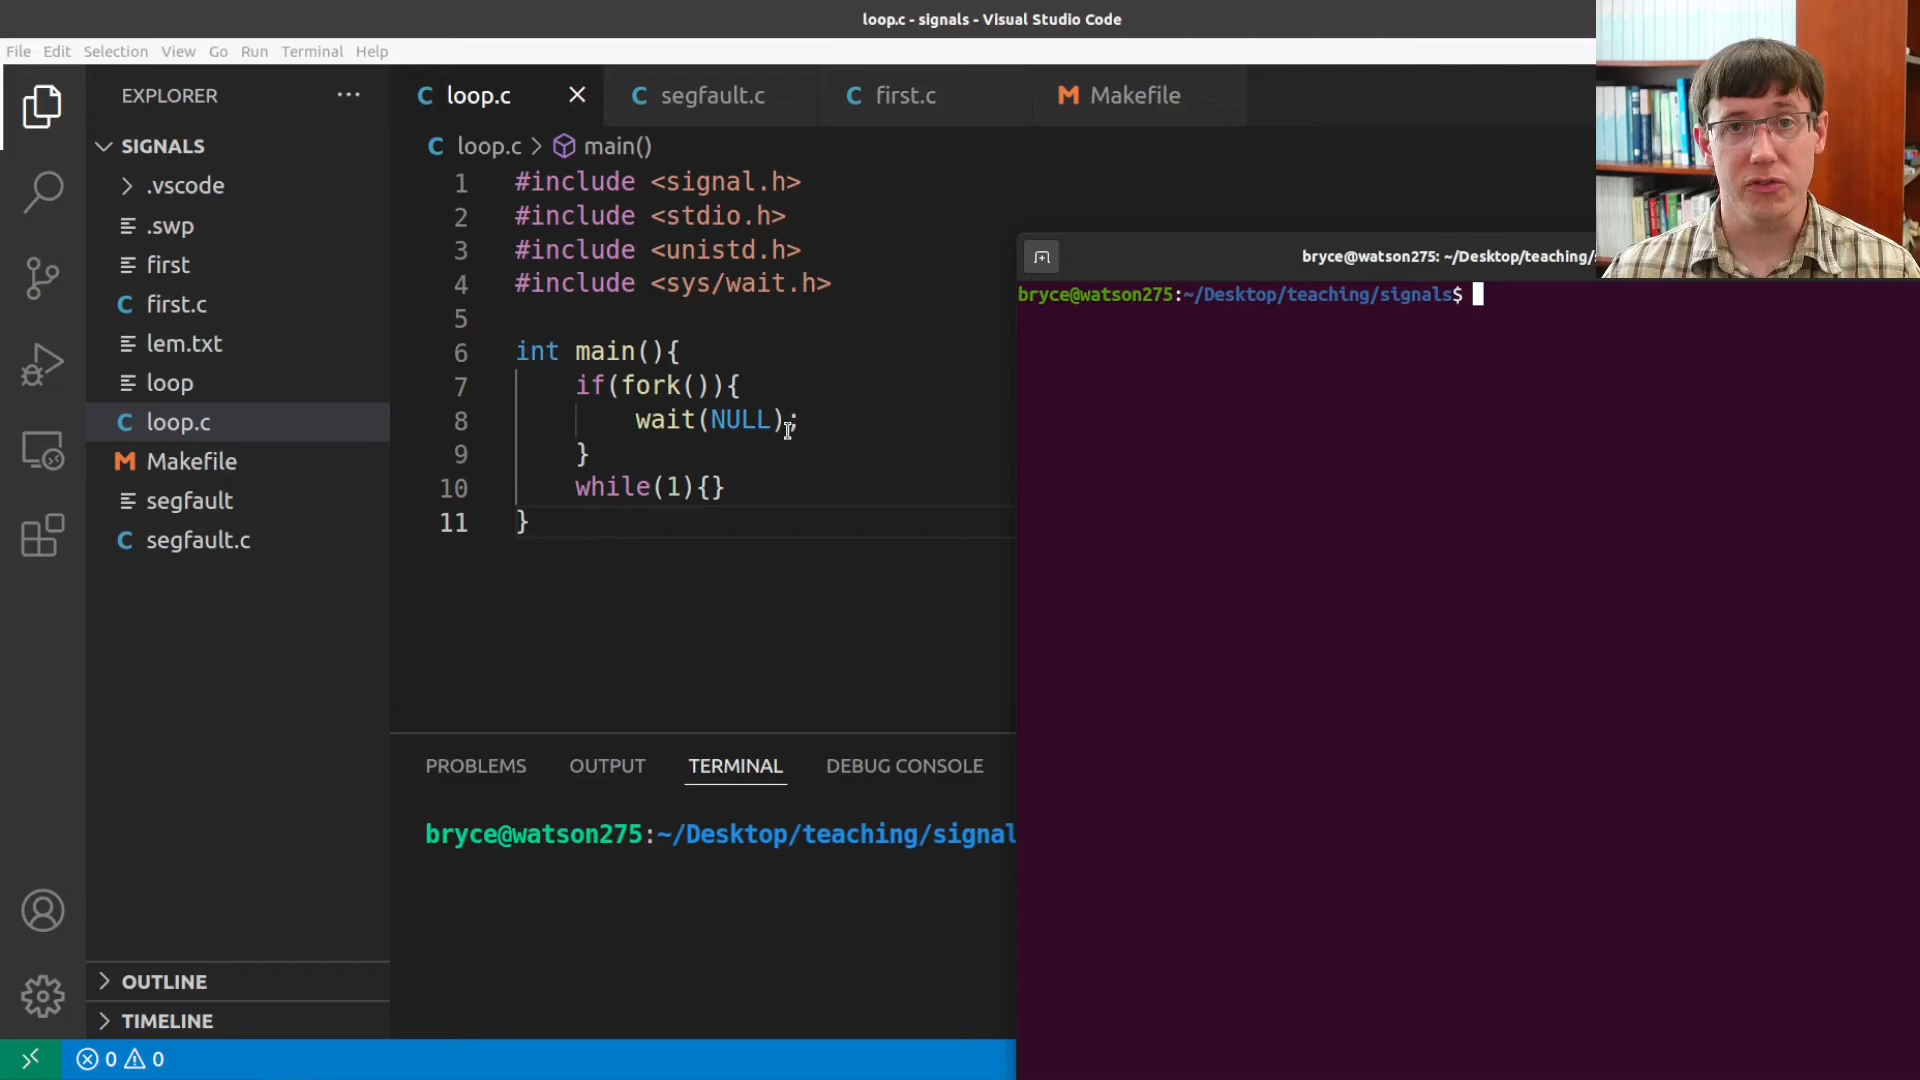 loop.c - signals - Visual Studio Code
File Edit Selection View Go Run Terminal Help
EXPLORER ...
SIGNALS
.vscode
.swp
first
first.c
lem.txt
loop
loop.c
Makefile
segfault
segfault.c
OUTLINE
TIMELINE
loop.c segfault.c first.c Makefile
loop.c > main()
1 #include <signal.h>
2 #include <stdio.h>
3 #include <unistd.h>
4 #include <sys/wait.h>
5
6 int main(){
7 if(fork()){
8 wait(NULL);
9 }
10 while(1){}
11 }
PROBLEMS OUTPUT TERMINAL DEBUG CONSOLE
bryce@watson275:~/Desktop/teaching/signal
0 0
bryce@watson275: ~/Desktop/teaching/s
bryce@watson275:~/Desktop/teaching/signals$